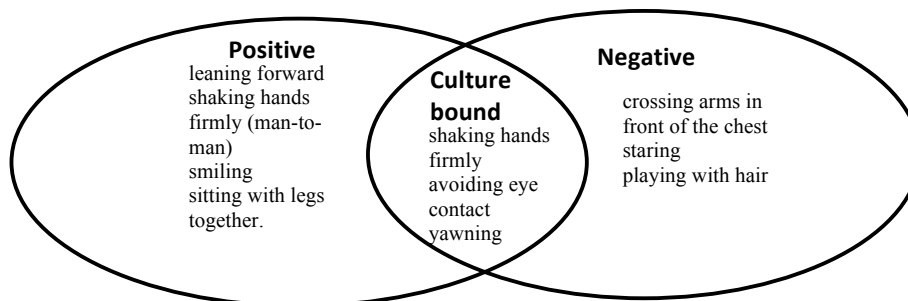 Positive
leaning forward
shaking hands
firmly (man-to-
man)
smiling
sitting with legs
together.
Culture
bound
shaking hands
firmly
avoiding eye
contact
yawning
Negative
crossing arms in
front of the chest
staring
playing with hair